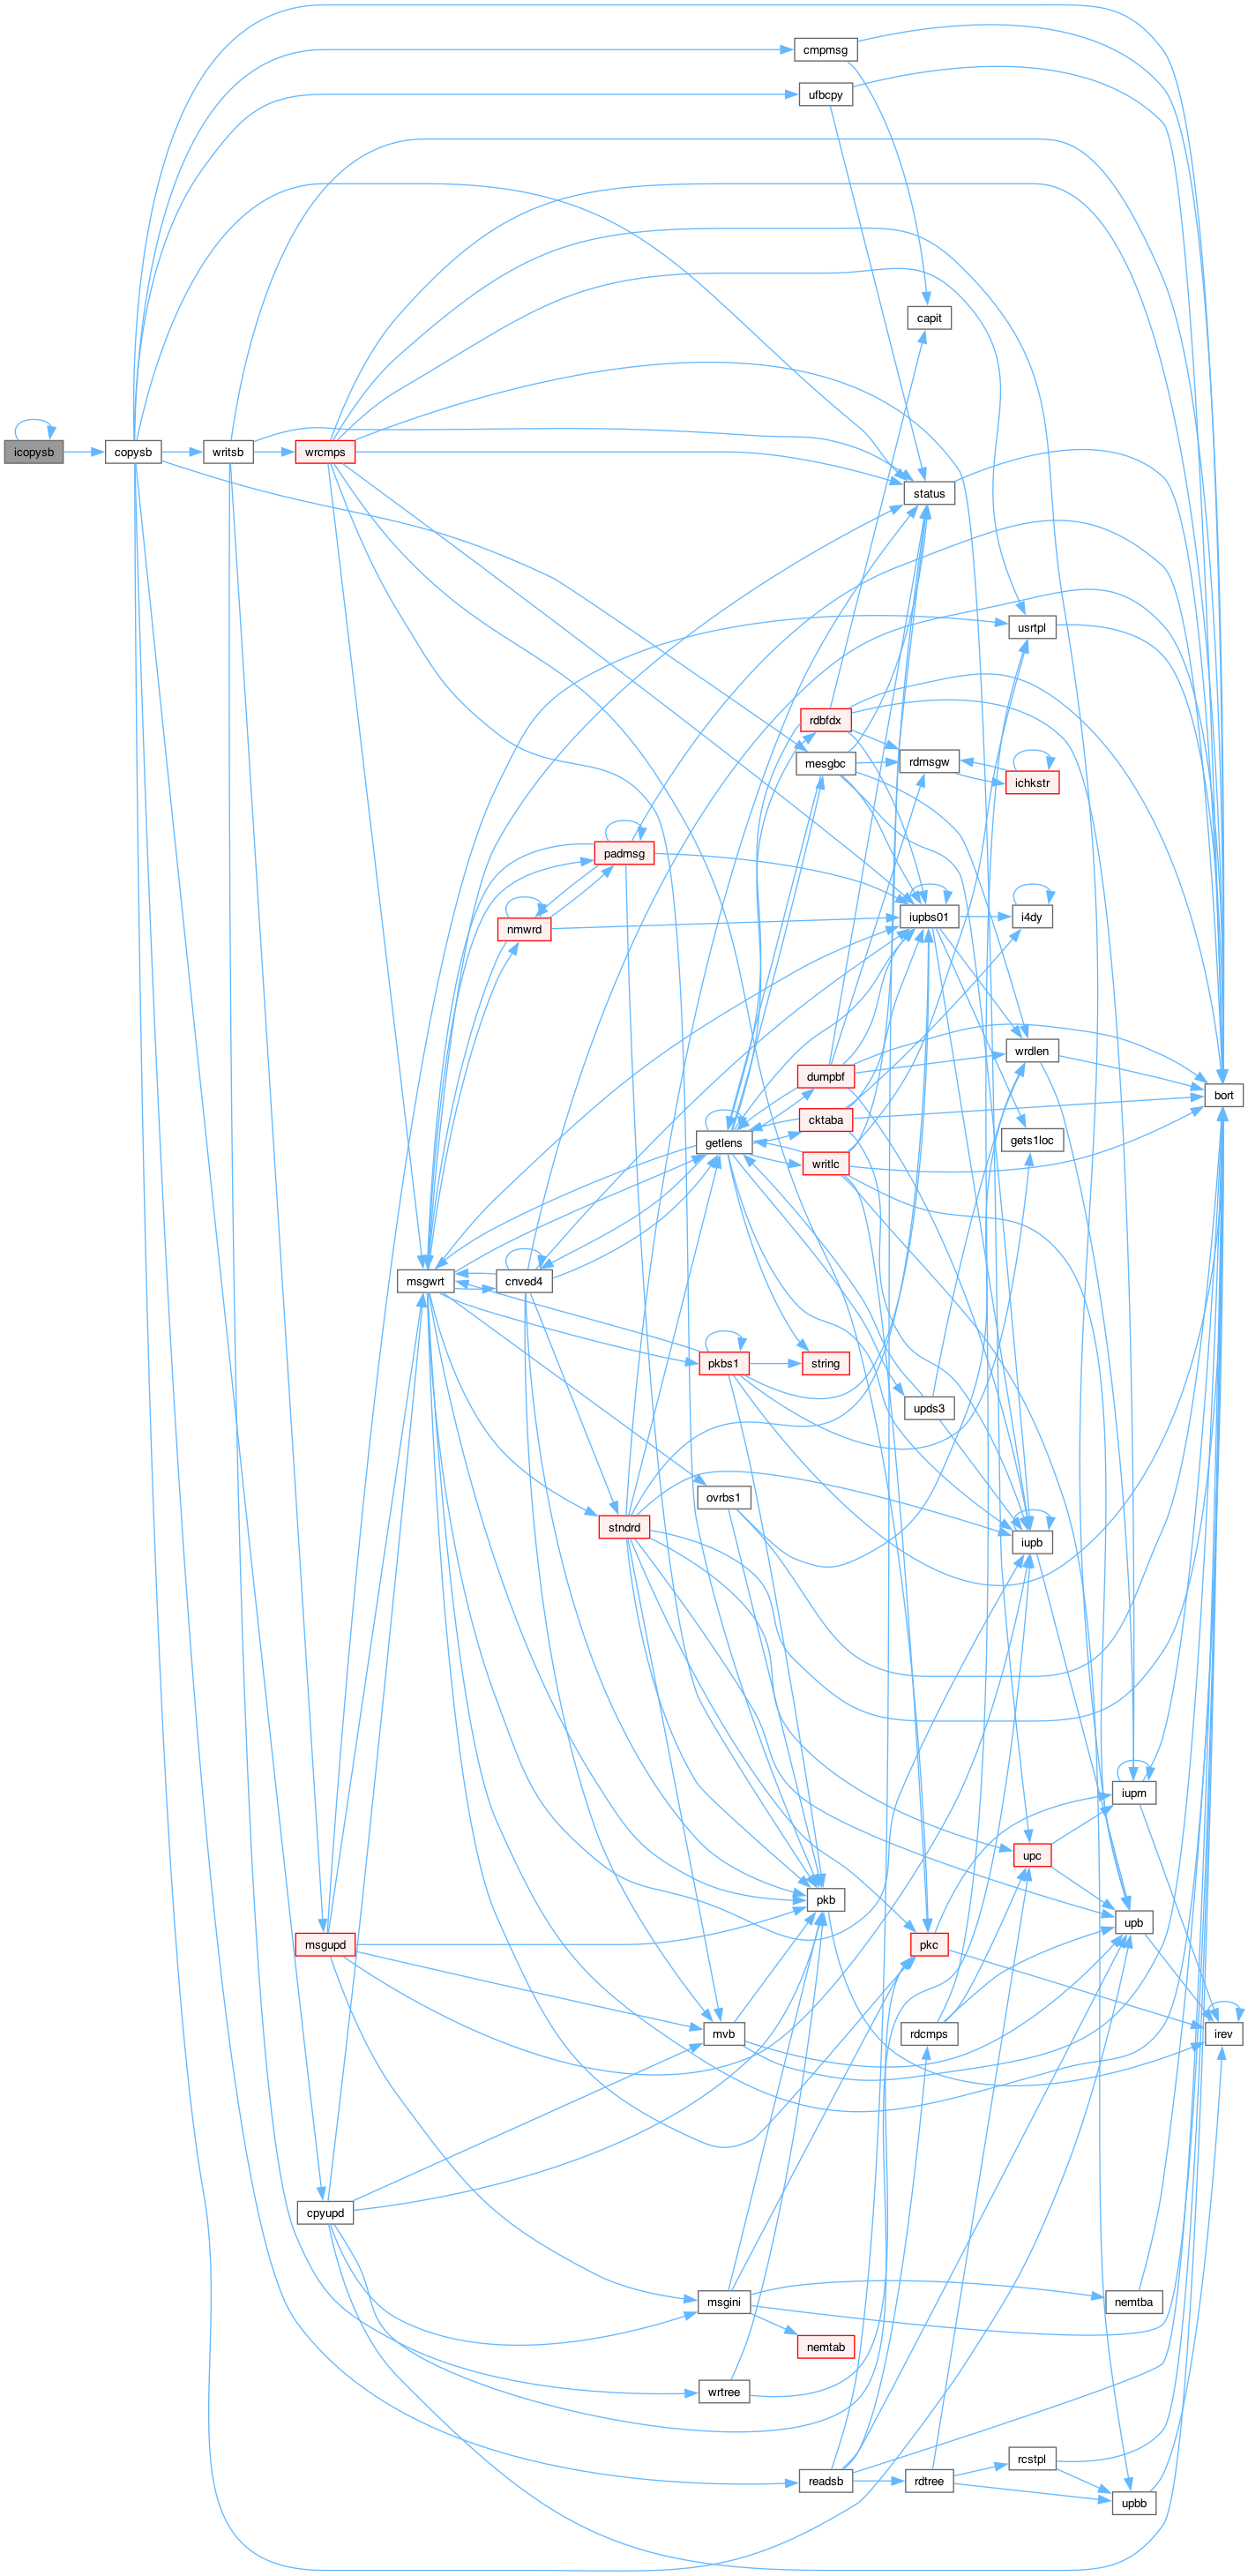 cmpmsg
ufbcpy
capit
icopysb
copysb
writsb
wrcmps
status
usrtpl
rdbfdx
rdmsgw
mesgbc
ichkstr
padmsg
nmwrd
iupbs01
i4dy
wrdlen
dumpbf
bort
cktaba
getlens
gets1loc
writlc
msgwrt
cnved4
pkbs1
string
upds3
ovrbs1
stndrd
iupb
iupm
upc
pkb
upb
msgupd
pkc
mvb
rdcmps
irev
cpyupd
msgini
nemtba
nemtab
wrtree
rcstpl
readsb
rdtree
upbb